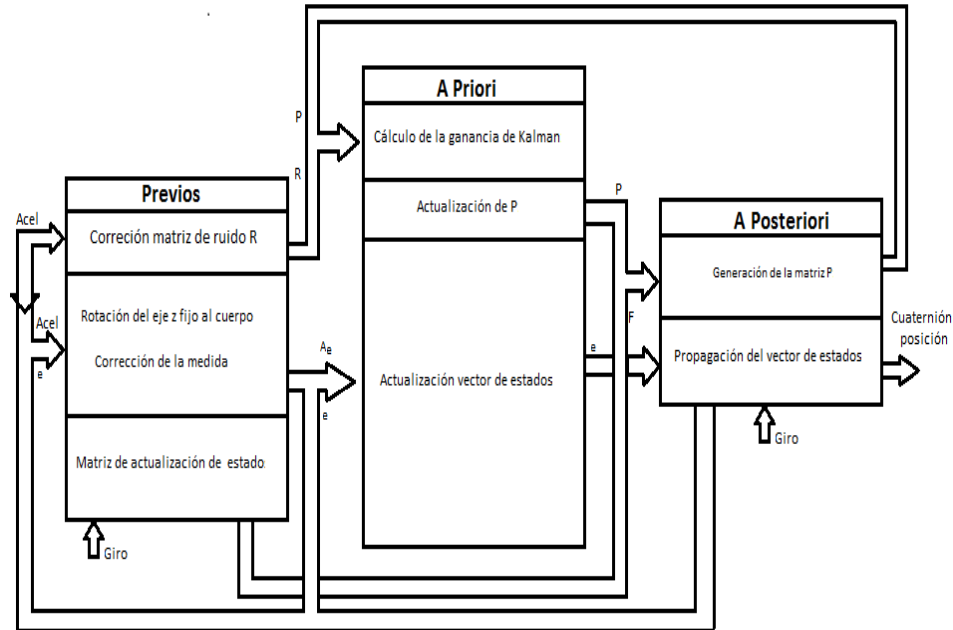 A Priori
Cálculo de la ganancia de Kalman
Actualización de P
Actualización vector de estados
Previos
Correción matriz de ruido R
Rotación del eje z fijo al cuerpo
Corrección de la medida
Matriz de actualización de estado
A Posteriori
Generación de la matriz P
Propagación del vector de estados
Acel
Acel
e
P
R
Ae
e
P
F
e
Giro
Giro
Cuaternión
posición